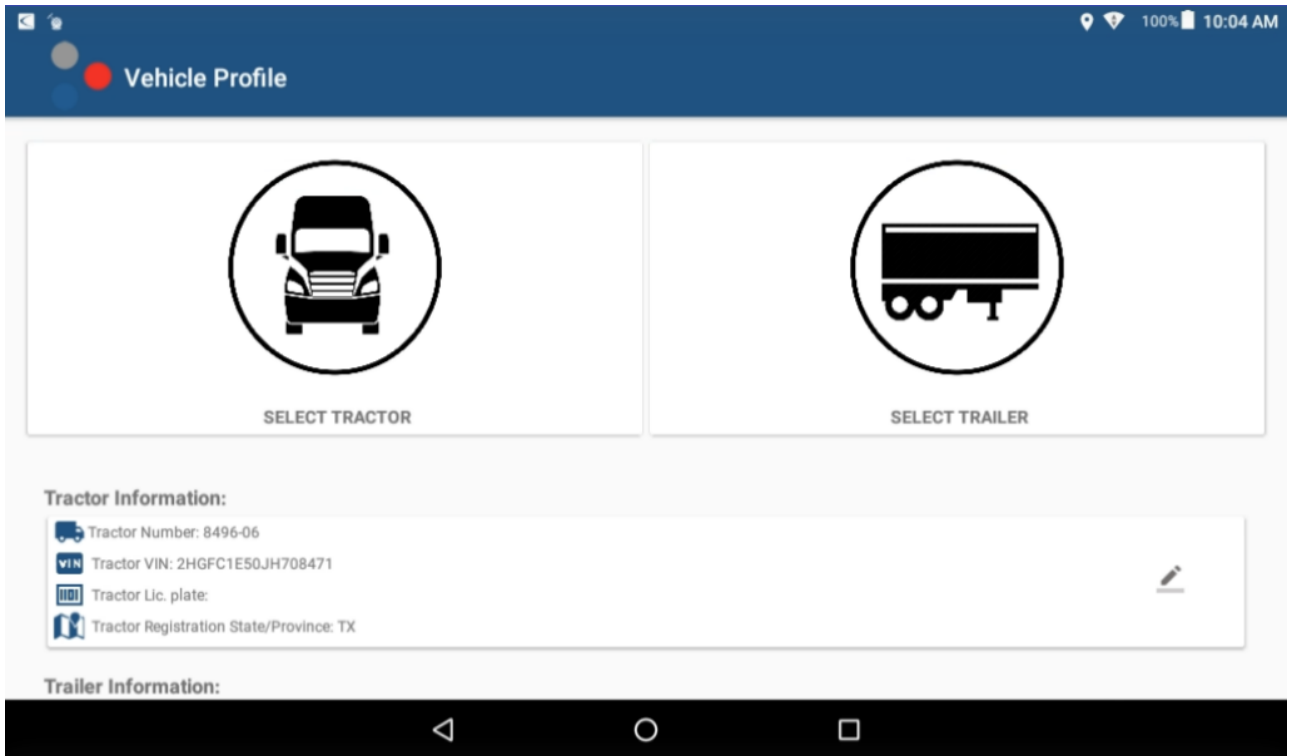 100% 10:04 AM
Vehicle Profile
SELECT TRACTOR
SELECT TRAILER
Tractor Information:
Tractor Number: 8496-06
VIN Tractor VIN: 2HGFC1E50JH708471
Tractor Lic. plate:
Tractor Registration State/Province: TX
Trailer Information: